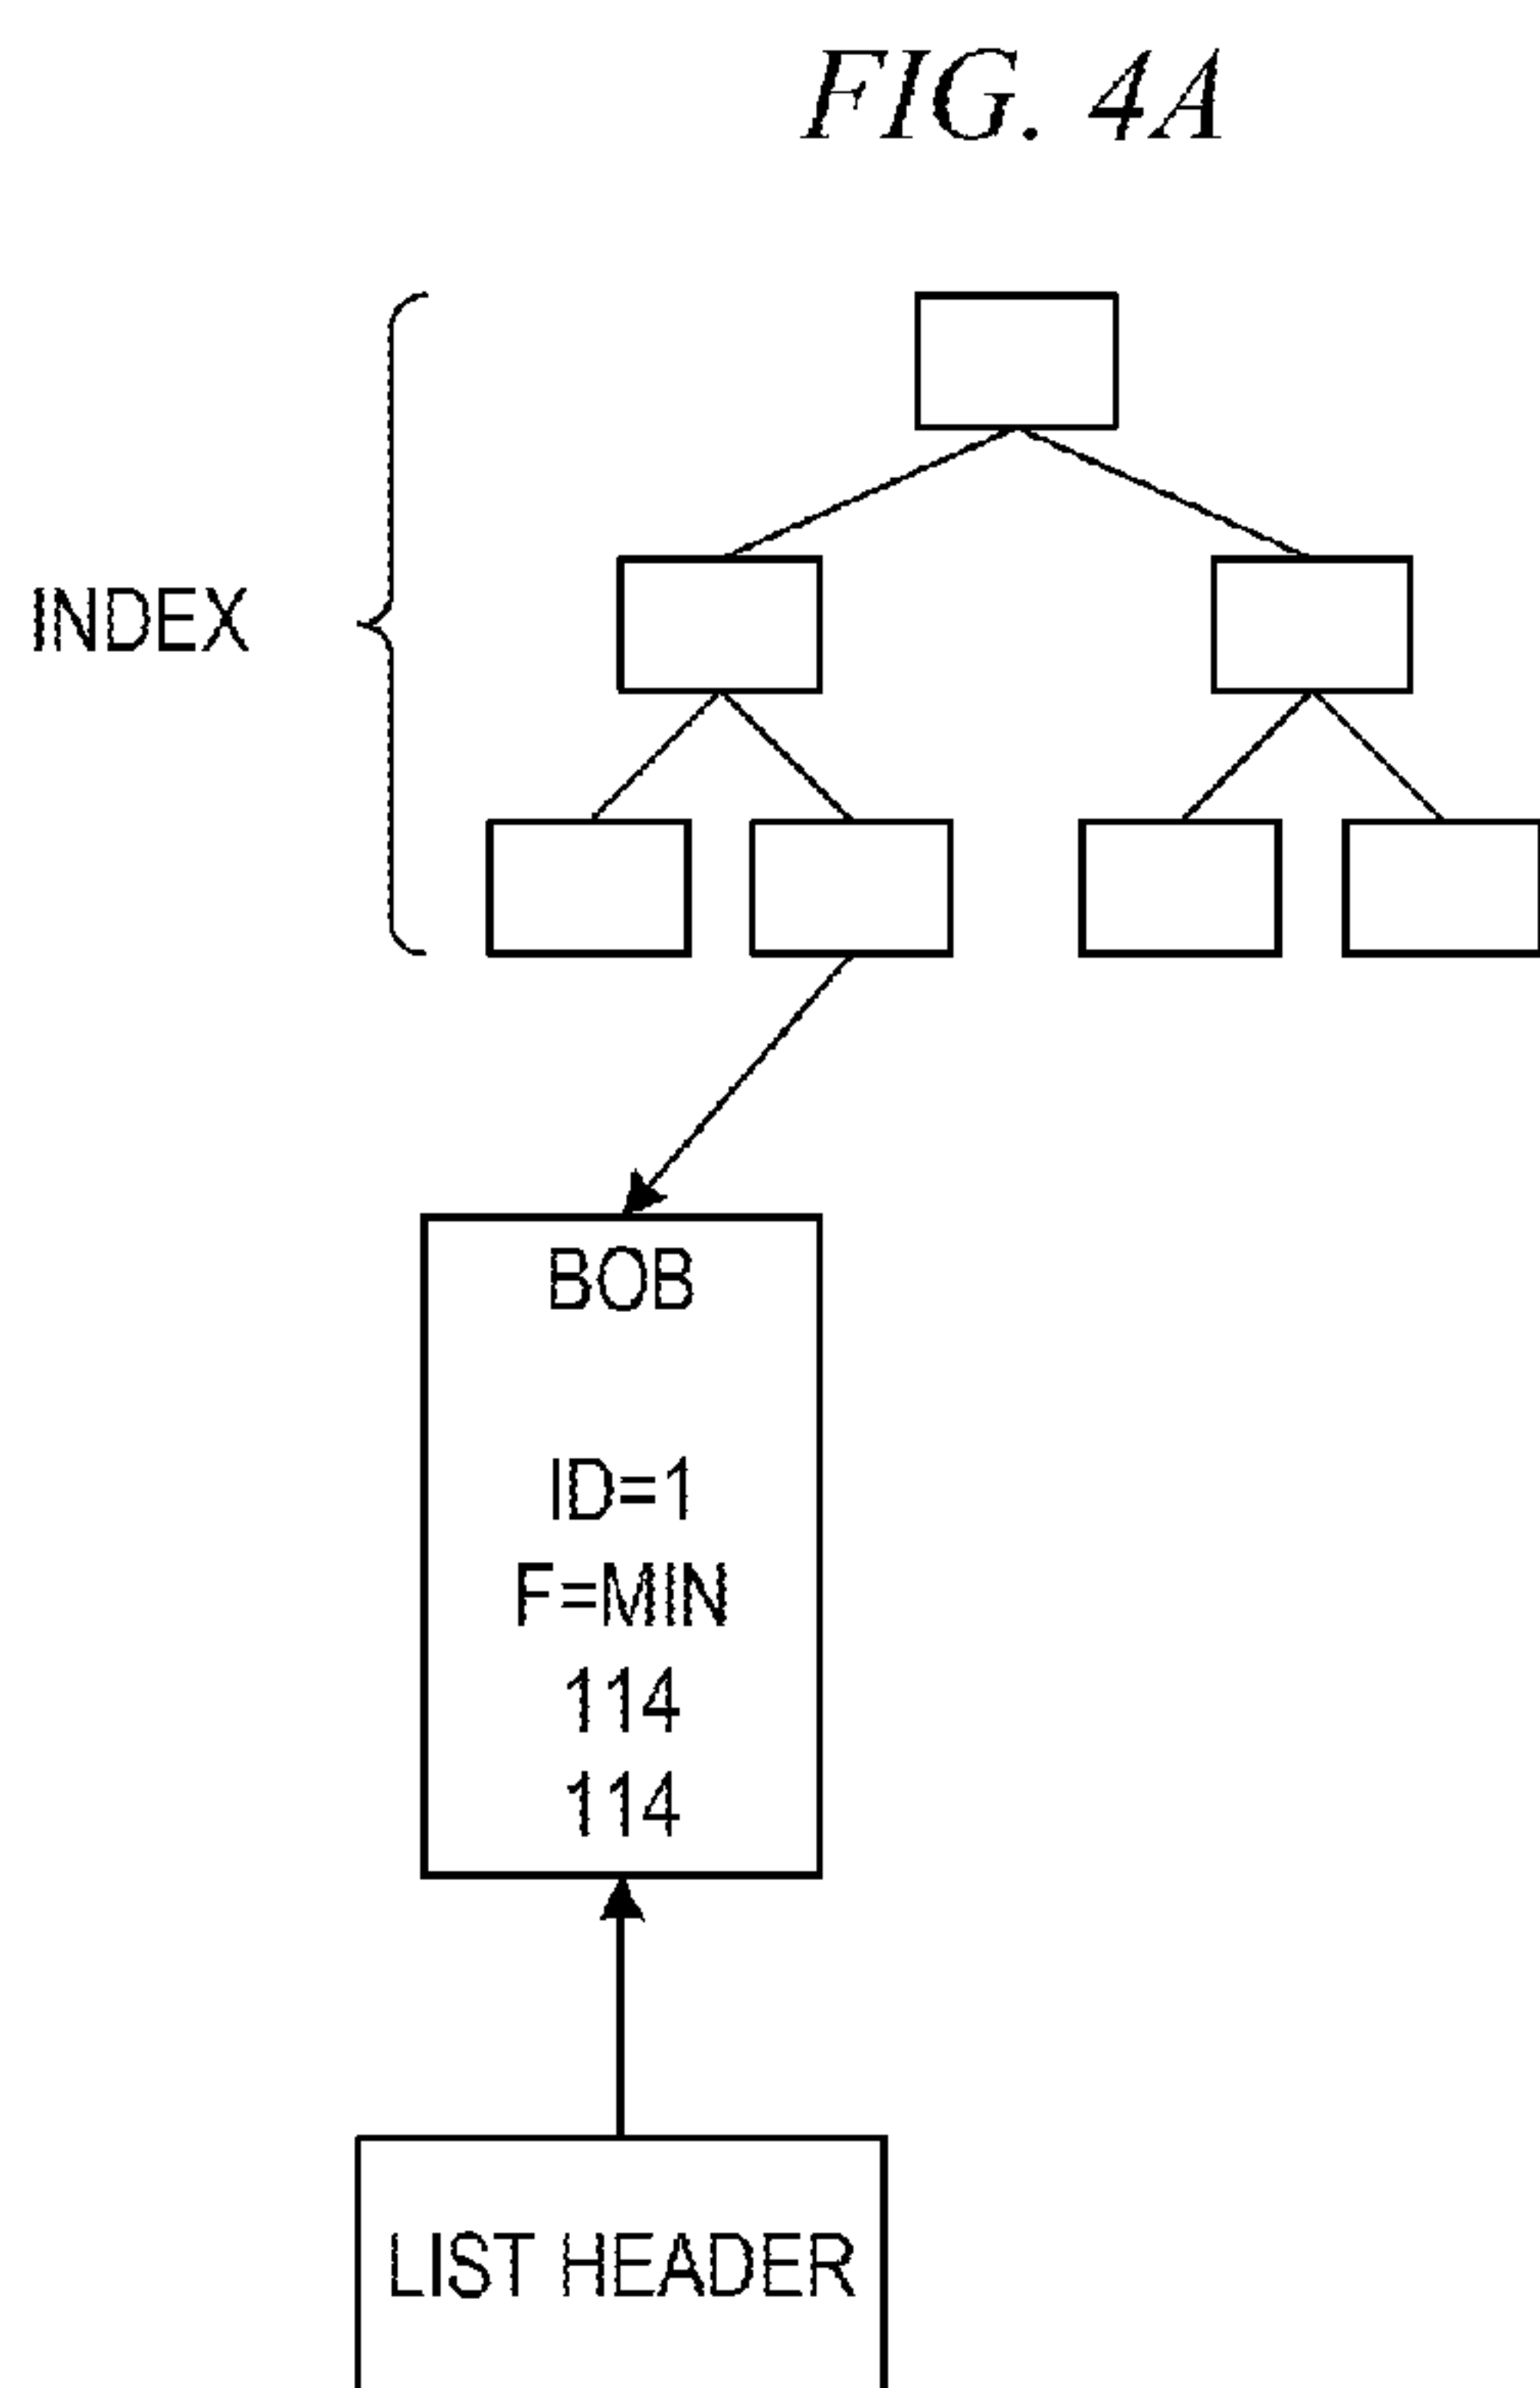 FIG. 4A
INDEX
BOB
ID=1
F=MIN
114
114
LIST HEADER